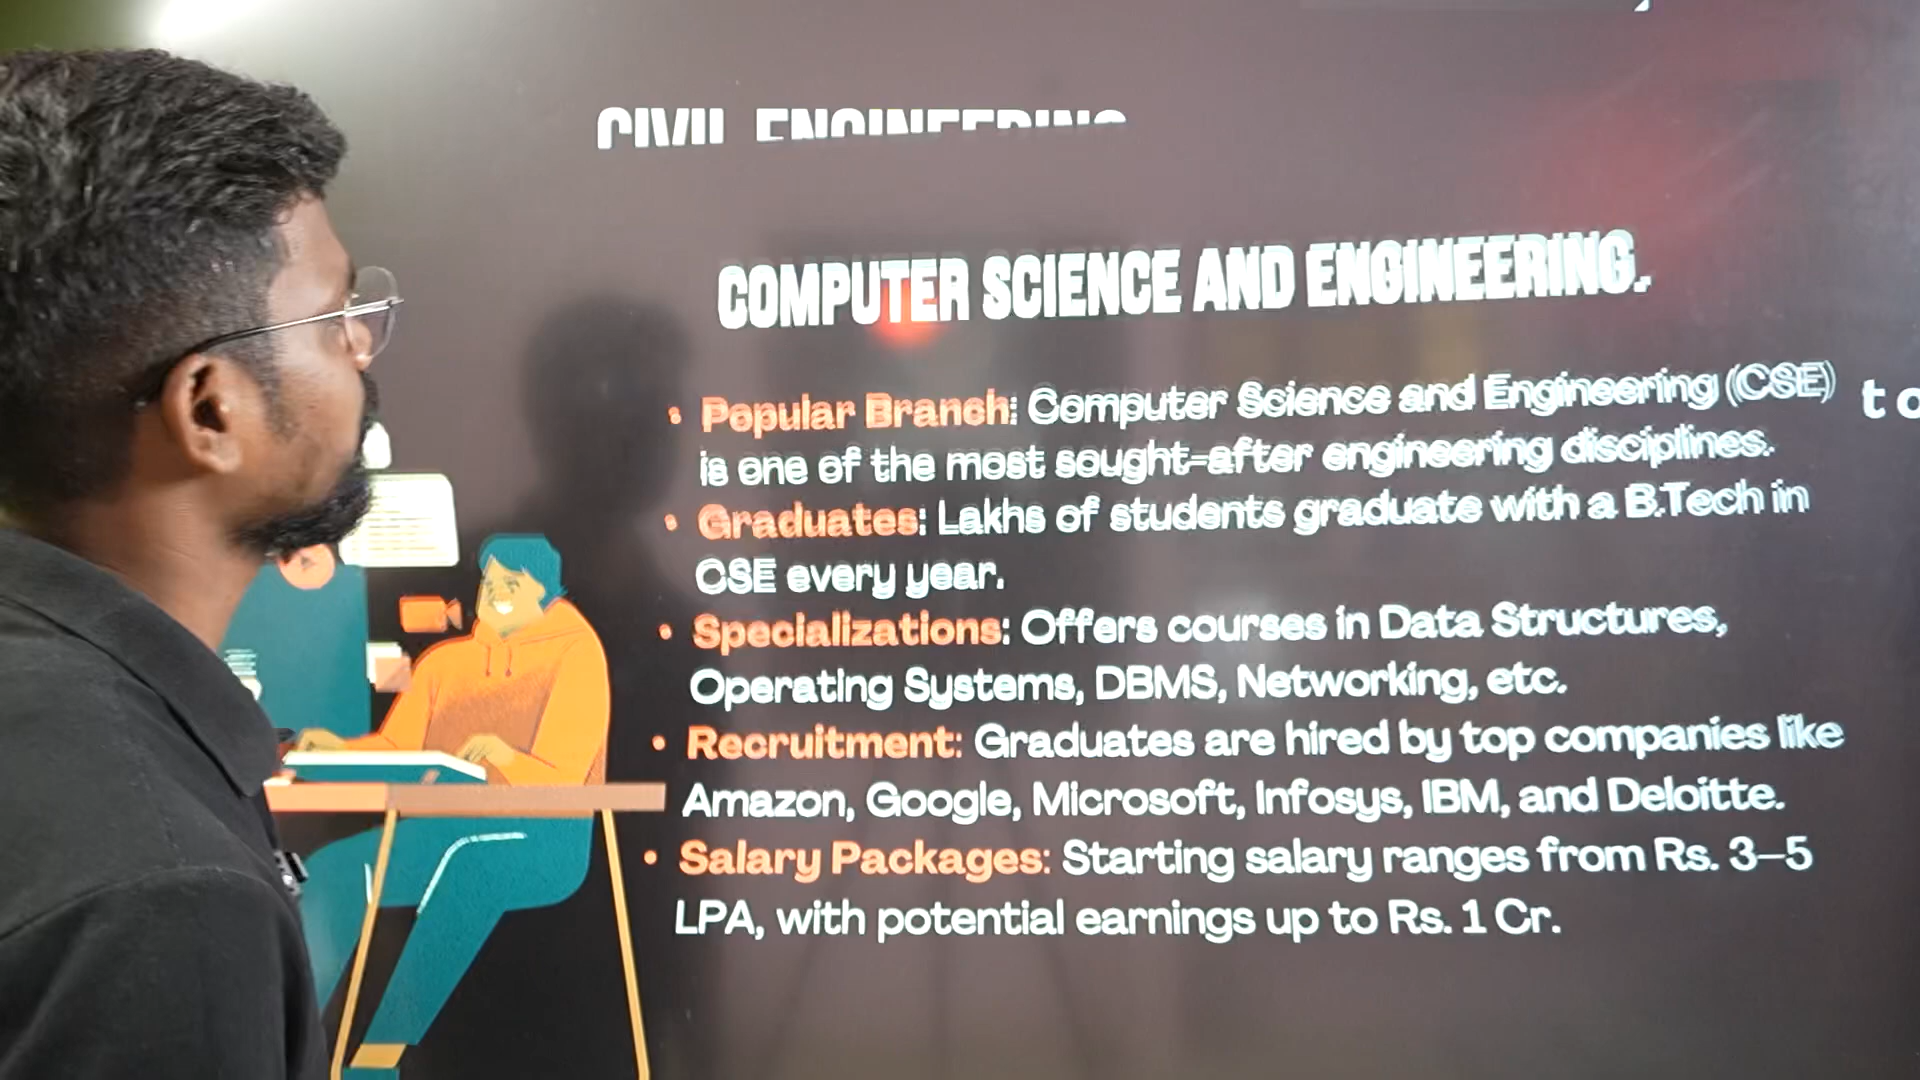 CIVIL ENGINEERING
COMPUTER SCIENCE AND ENGINEERING.
• Popular Branch: Computer Science and Engineering (CSE)
is one of the most sought-after engineering disciplines.
• Graduates: Lakhs of students graduate with a B.Tech in
CSE every year.
• Specializations: Offers courses in Data Structures,
Operating Systems, DBMS, Networking, etc.
• Recruitment: Graduates are hired by top companies like
Amazon, Google, Microsoft, Infosys, IBM, and Deloitte.
• Salary Packages: Starting salary ranges from Rs. 3–5
LPA, with potential earnings up to Rs. 1 Cr.